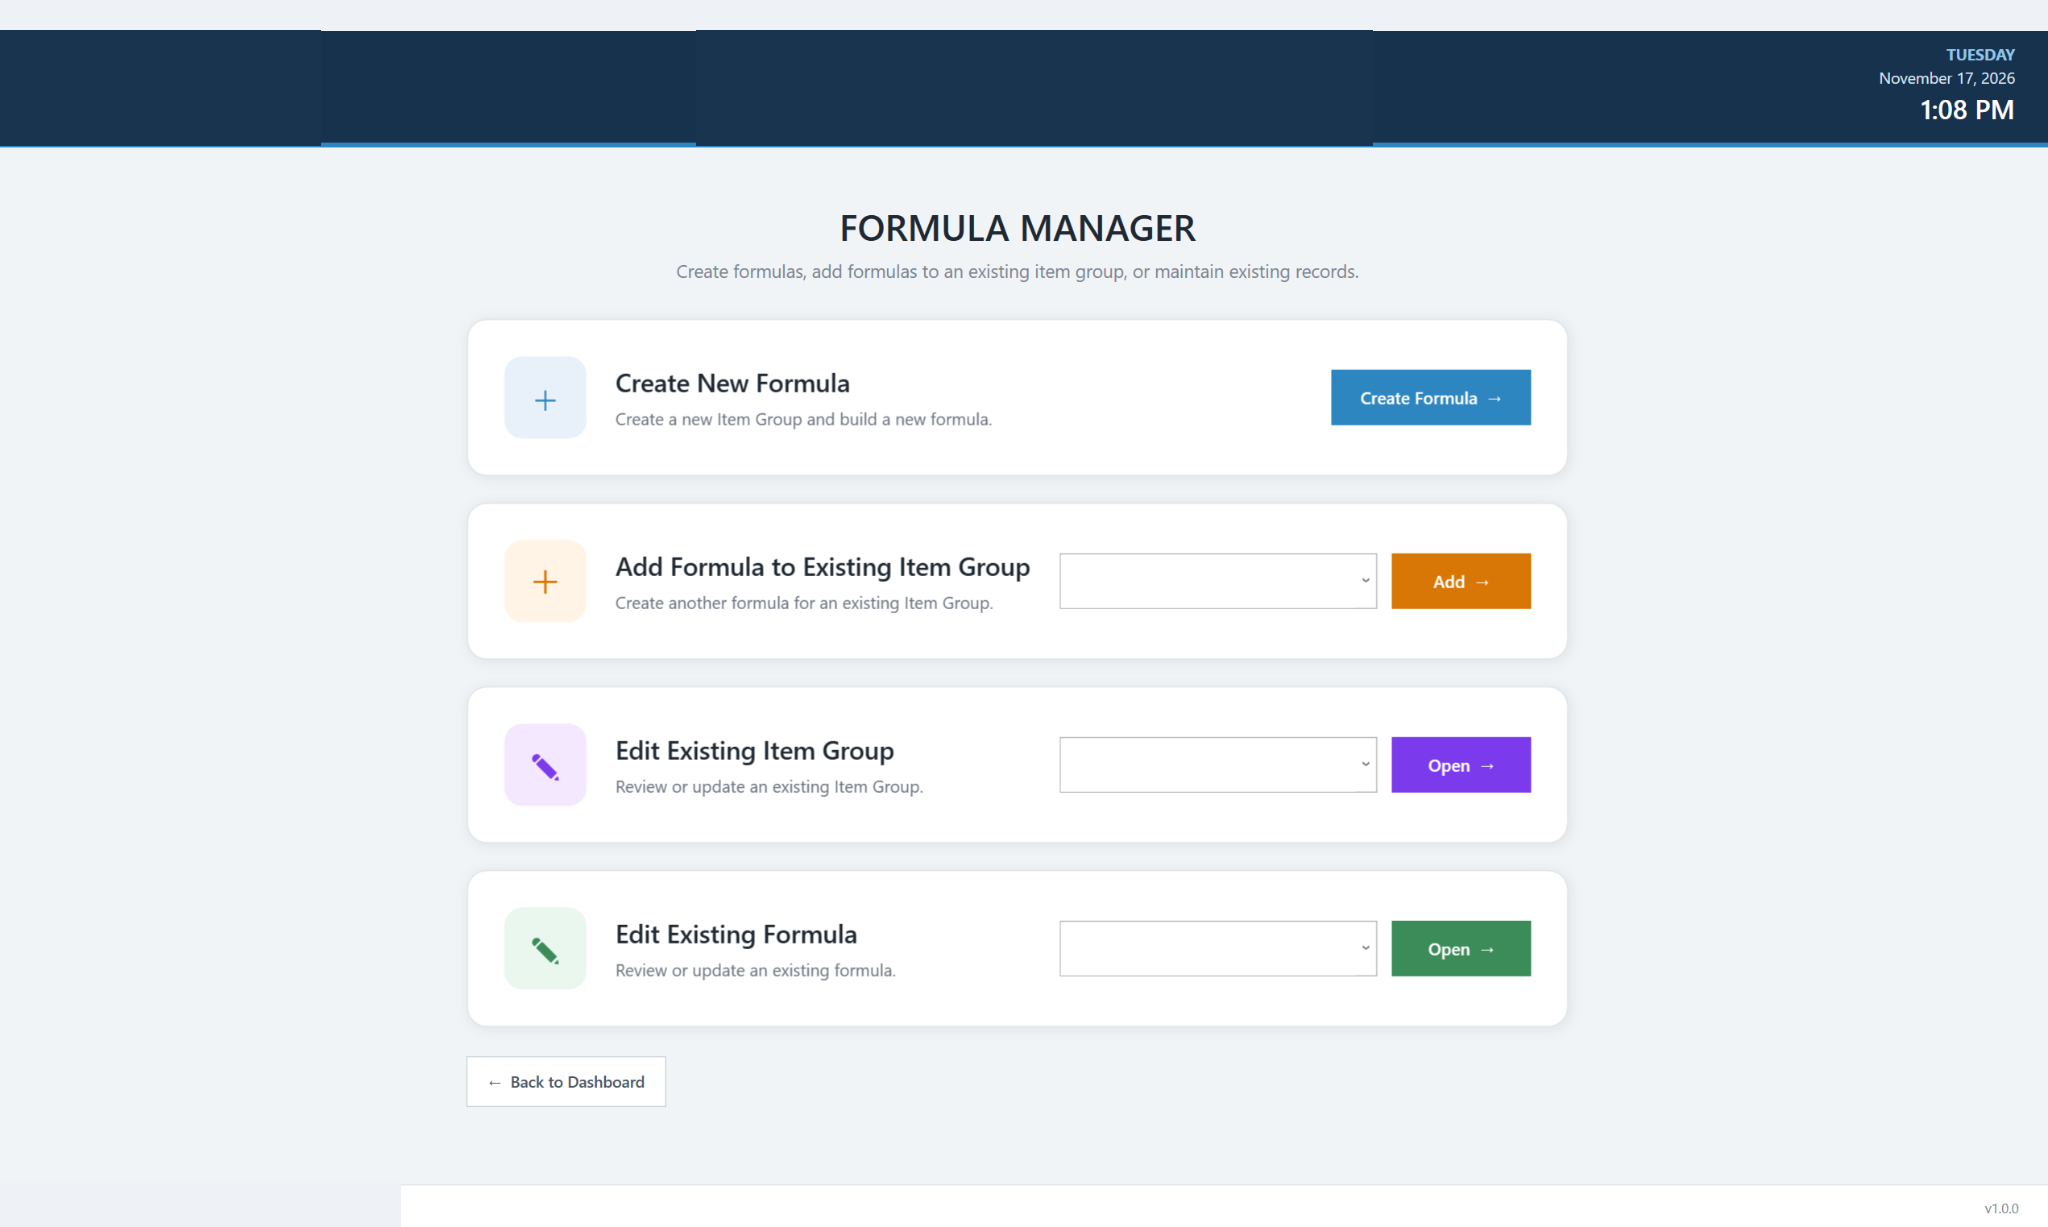 TUESDAY
November 17, 2026
1:08 PM
FORMULA MANAGER
Create formulas, add formulas to an existing item group, or maintain existing records.
Create New Formula
Create a new Item Group and build a new formula.
Create Formula →
Add Formula to Existing Item Group
Create another formula for an existing Item Group.
Add →
Edit Existing Item Group
Review or update an existing Item Group.
Open →
Edit Existing Formula
Review or update an existing formula.
Open →
← Back to Dashboard
v1.0.0